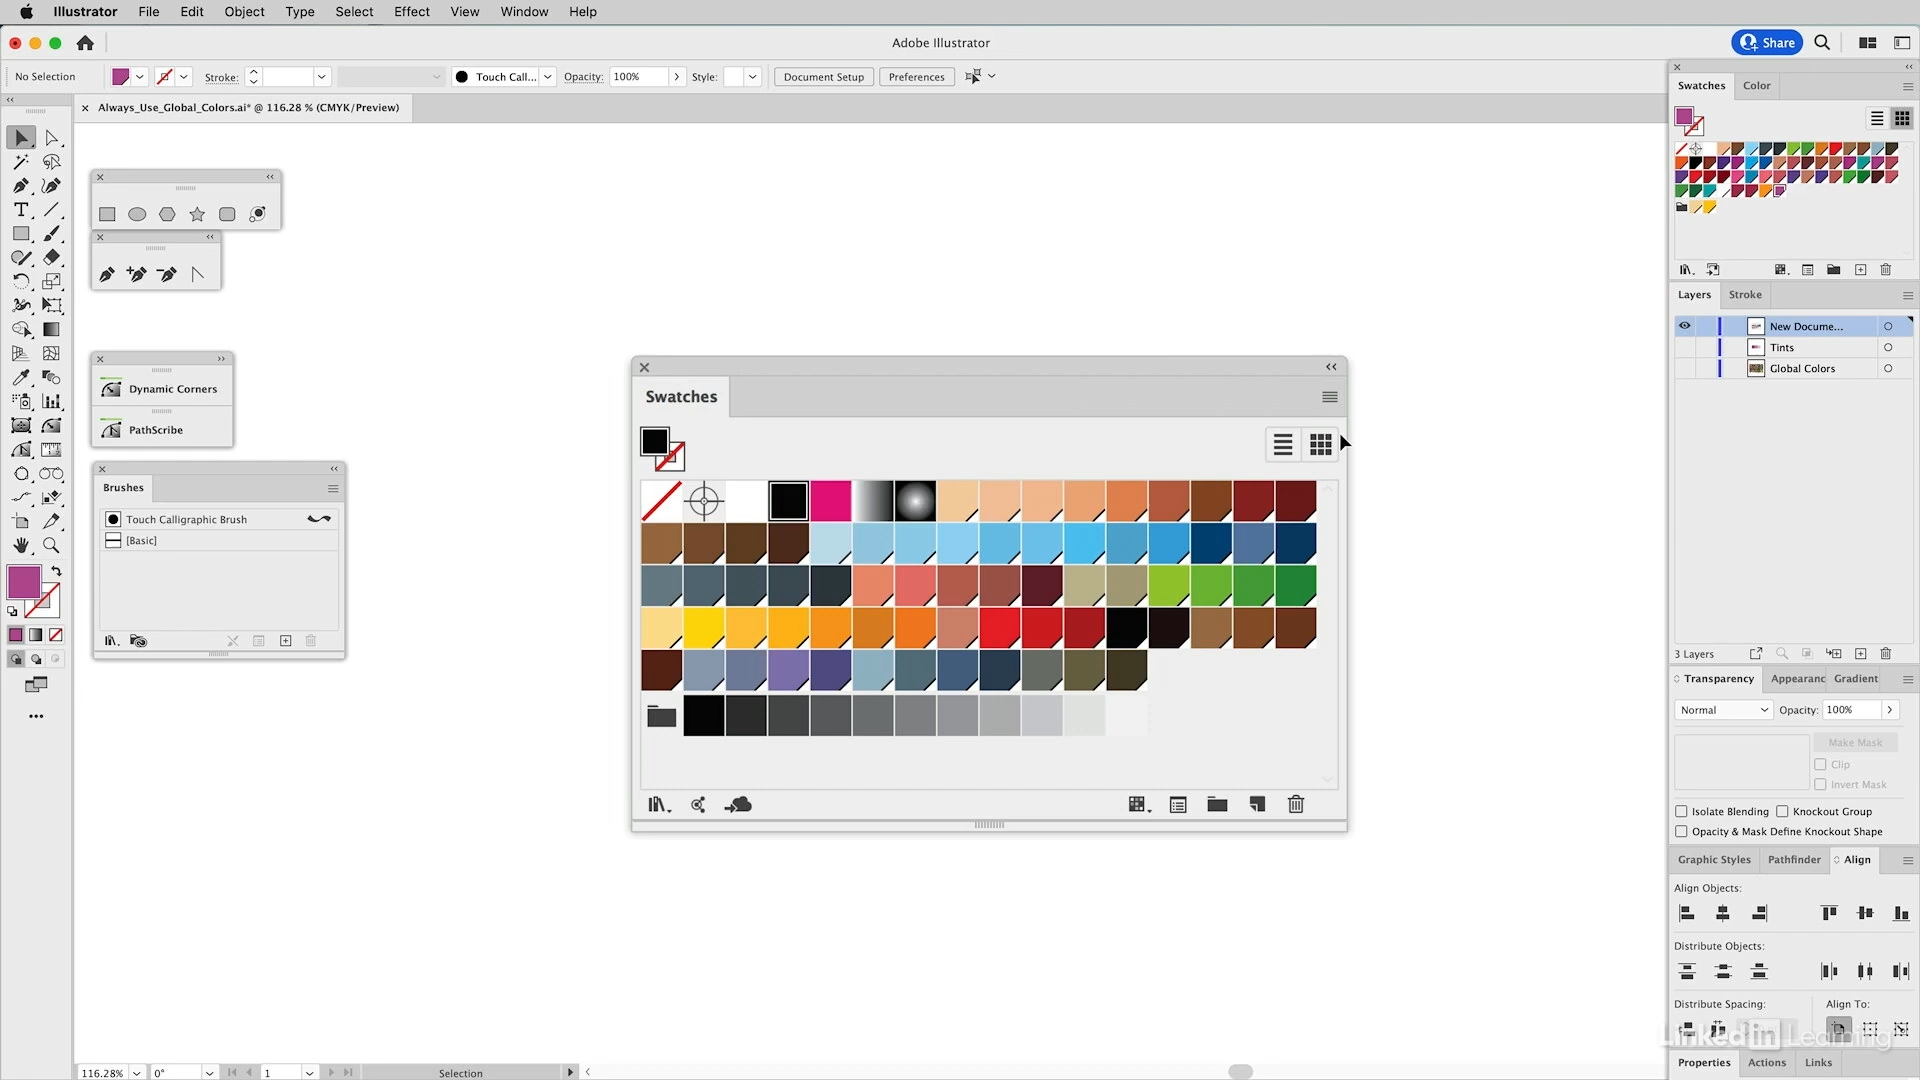 Illustrator File Edit Object Type Select Effect View Window Help
Adobe Illustrator
Share
No Selection
Stroke:
Touch Call...
Opacity: 100%
Style:
Document Setup
Preferences
Always_Use_Global_Colors.ai* @ 116.28 % (CMYK/Preview)
Dynamic Corners
PathScribe
Brushes
Touch Calligraphic Brush
[Basic]
Swatches
Swatches Color
Layers Stroke
New Docume...
Tints
Global Colors
3 Layers
Transparency Appearanc Gradient
Normal
Opacity: 100%
Make Mask
Clip
Invert Mask
Isolate Blending Knockout Group
Opacity & Mask Define Knockout Shape
Graphic Styles Pathfinder Align
Align Objects:
Distribute Objects:
Distribute Spacing: Align To:
LinkedIn Learning
Properties Actions Links
116.28% 0° 1 Selection